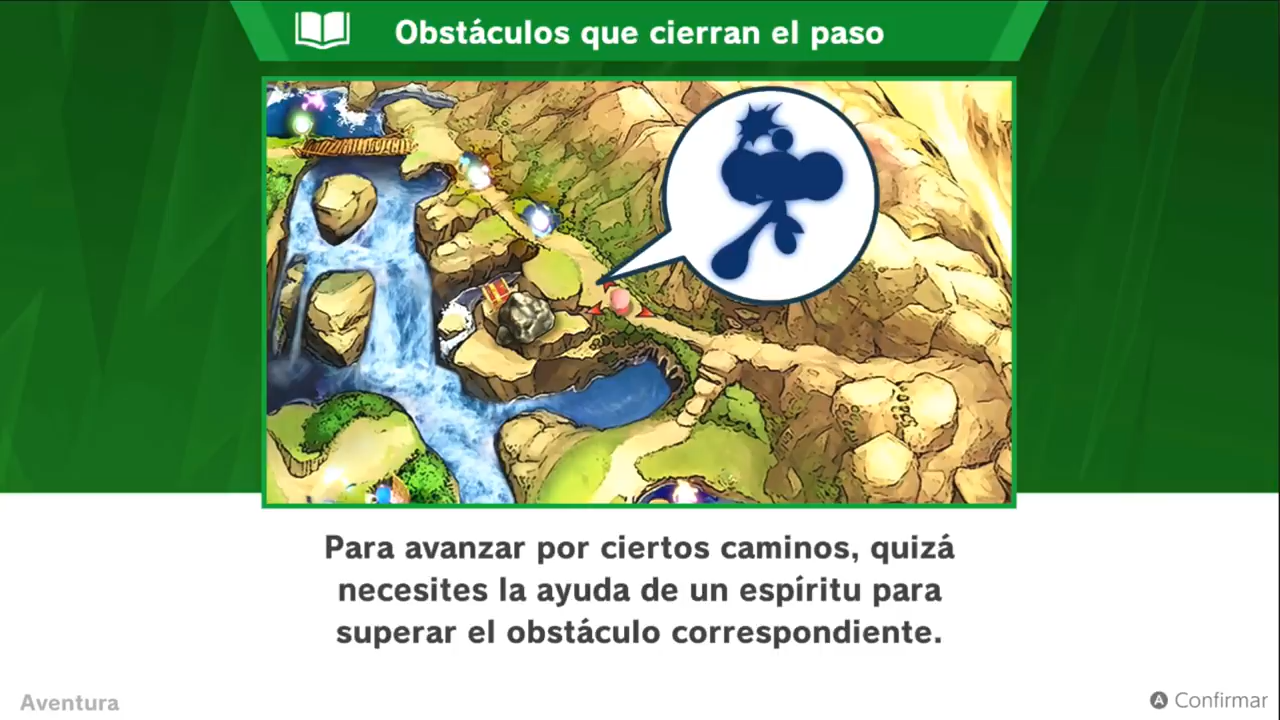 Obstáculos que cierran el paso
Para avanzar por ciertos caminos, quizá
necesites la ayuda de un espíritu para
superar el obstáculo correspondiente.
Aventura
A Confirmar